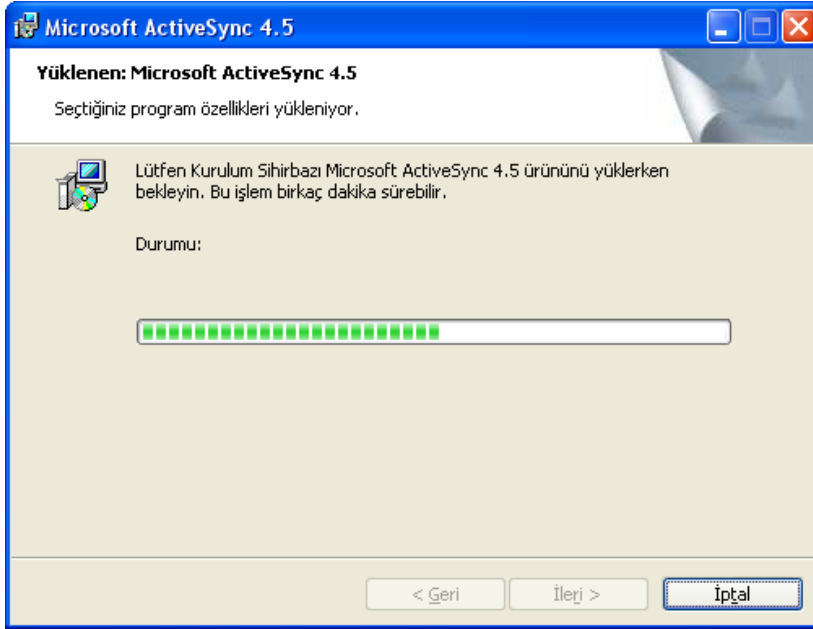 Microsoft ActiveSync 4.5
Yüklenen: Microsoft ActiveSync 4.5
Seçtiğiniz program özellikleri yükleniyor.
Lütfen Kurulum Sihirbazı Microsoft ActiveSync 4.5 ürününü yüklerken
bekleyin. Bu işlem birkaç dakika sürebilir.
Durumu:
< Geri
İleri >
İptal